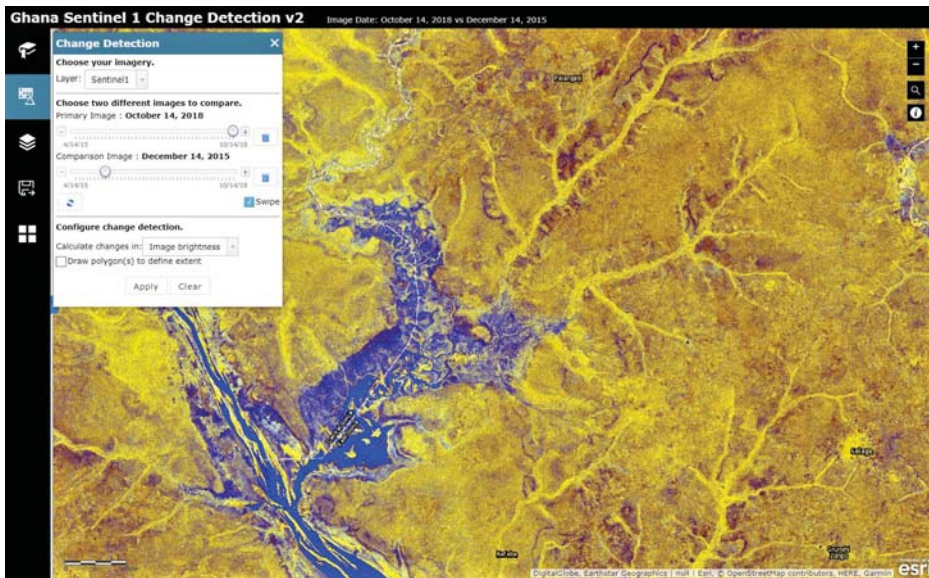 Ghana Sentinel 1 Change Detection v2
Image Date: October 14, 2018 vs December 14, 2015
Change Detection
Choose your imagery.
Layer: Sentinel1
Choose two different images to compare.
Primary Image : October 14, 2018
4/14/15 10/14/18
Comparison Image : December 14, 2015
4/14/15 10/14/18
Swipe
Configure change detection.
Calculate changes in: Image brightness
Draw polygon(s) to define extent
Apply Clear
Salaga
DigitalGlobe, Earthstar Geographics | null | Esri, © OpenStreetMap contributors, HERE, Garmin
esri